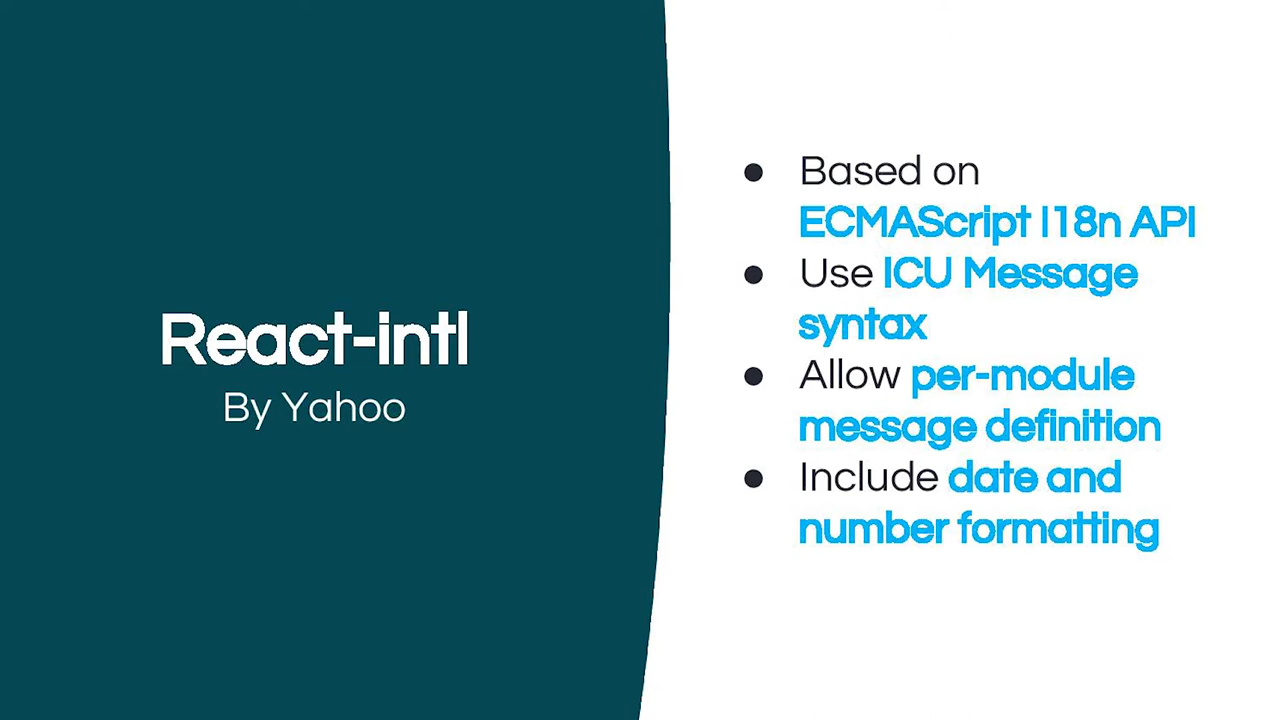 React-intl
By Yahoo
● Based on
ECMAScript I18n API
● Use ICU Message
syntax
● Allow per-module
message definition
● Include date and
number formatting